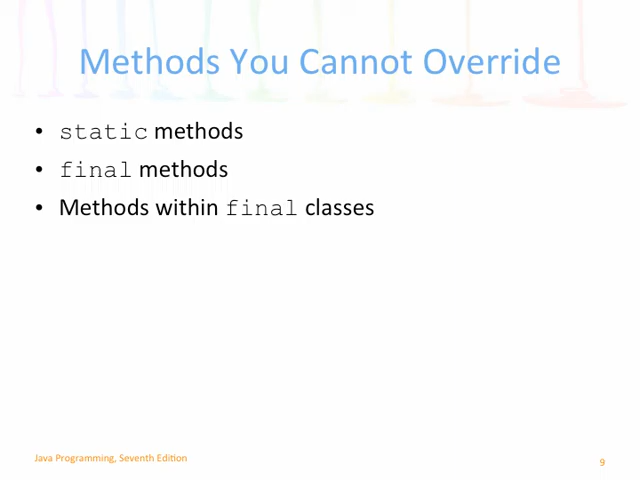 Methods You Cannot Override
• static methods
• final methods
• Methods within final classes
Java Programming, Seventh Edition
9